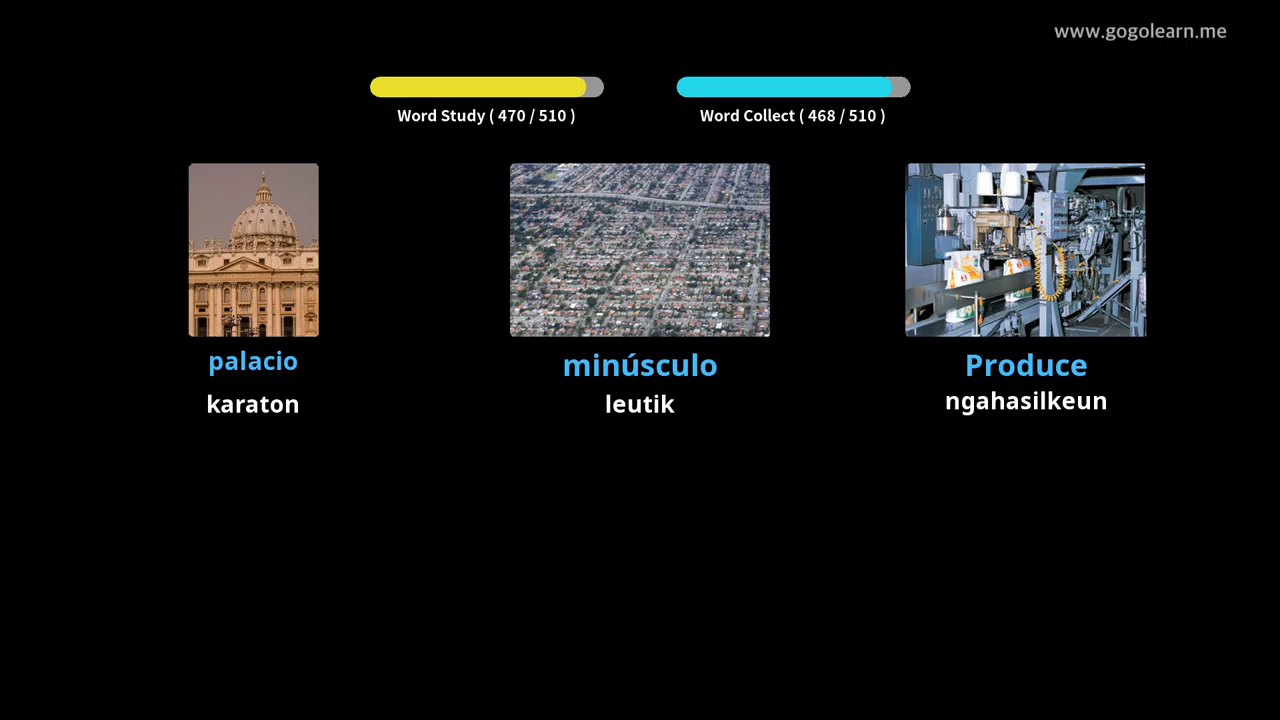 www.gogolearn.me
Word Study ( 470 / 510 )
Word Collect ( 468 / 510 )
palacio
karaton
minúsculo
leutik
Produce
ngahasilkeun